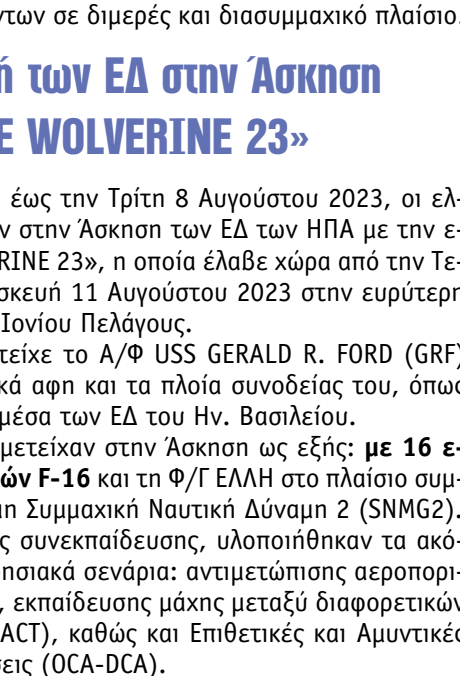 ντων σε διμερές και διασυμμαχικό πλαίσιο.
ή των ΕΔ στην Άσκηση
E WOLVERINE 23»
έως την Τρίτη 8 Αυγούστου 2023, οι ελ-
ν στην Άσκηση των ΕΔ των ΗΠΑ με την ε-
RINE 23», η οποία έλαβε χώρα από την Τε-
σκευή 11 Αυγούστου 2023 στην ευρύτερη
Ιονίου Πελάγους.
τείχε το Α/Φ USS GERALD R. FORD (GRF)
κά αφη και τα πλοία συνοδείας του, όπως
μέσα των ΕΔ του Ην. Βασιλείου.
μετείχαν στην Άσκηση ως εξής: με 16 ε-
ών F-16 και τη Φ/Γ ΕΛΛΗ στο πλαίσιο συμ-
μη Συμμαχική Ναυτική Δύναμη 2 (SNMG2).
ς συνεκπαίδευσης, υλοποιήθηκαν τα ακό-
ρησιακά σενάρια: αντιμετώπισης αεροπορι-
, εκπαίδευσης μάχης μεταξύ διαφορετικών
ACT), καθώς και Επιθετικές και Αμυντικές
σεις (OCA-DCA).